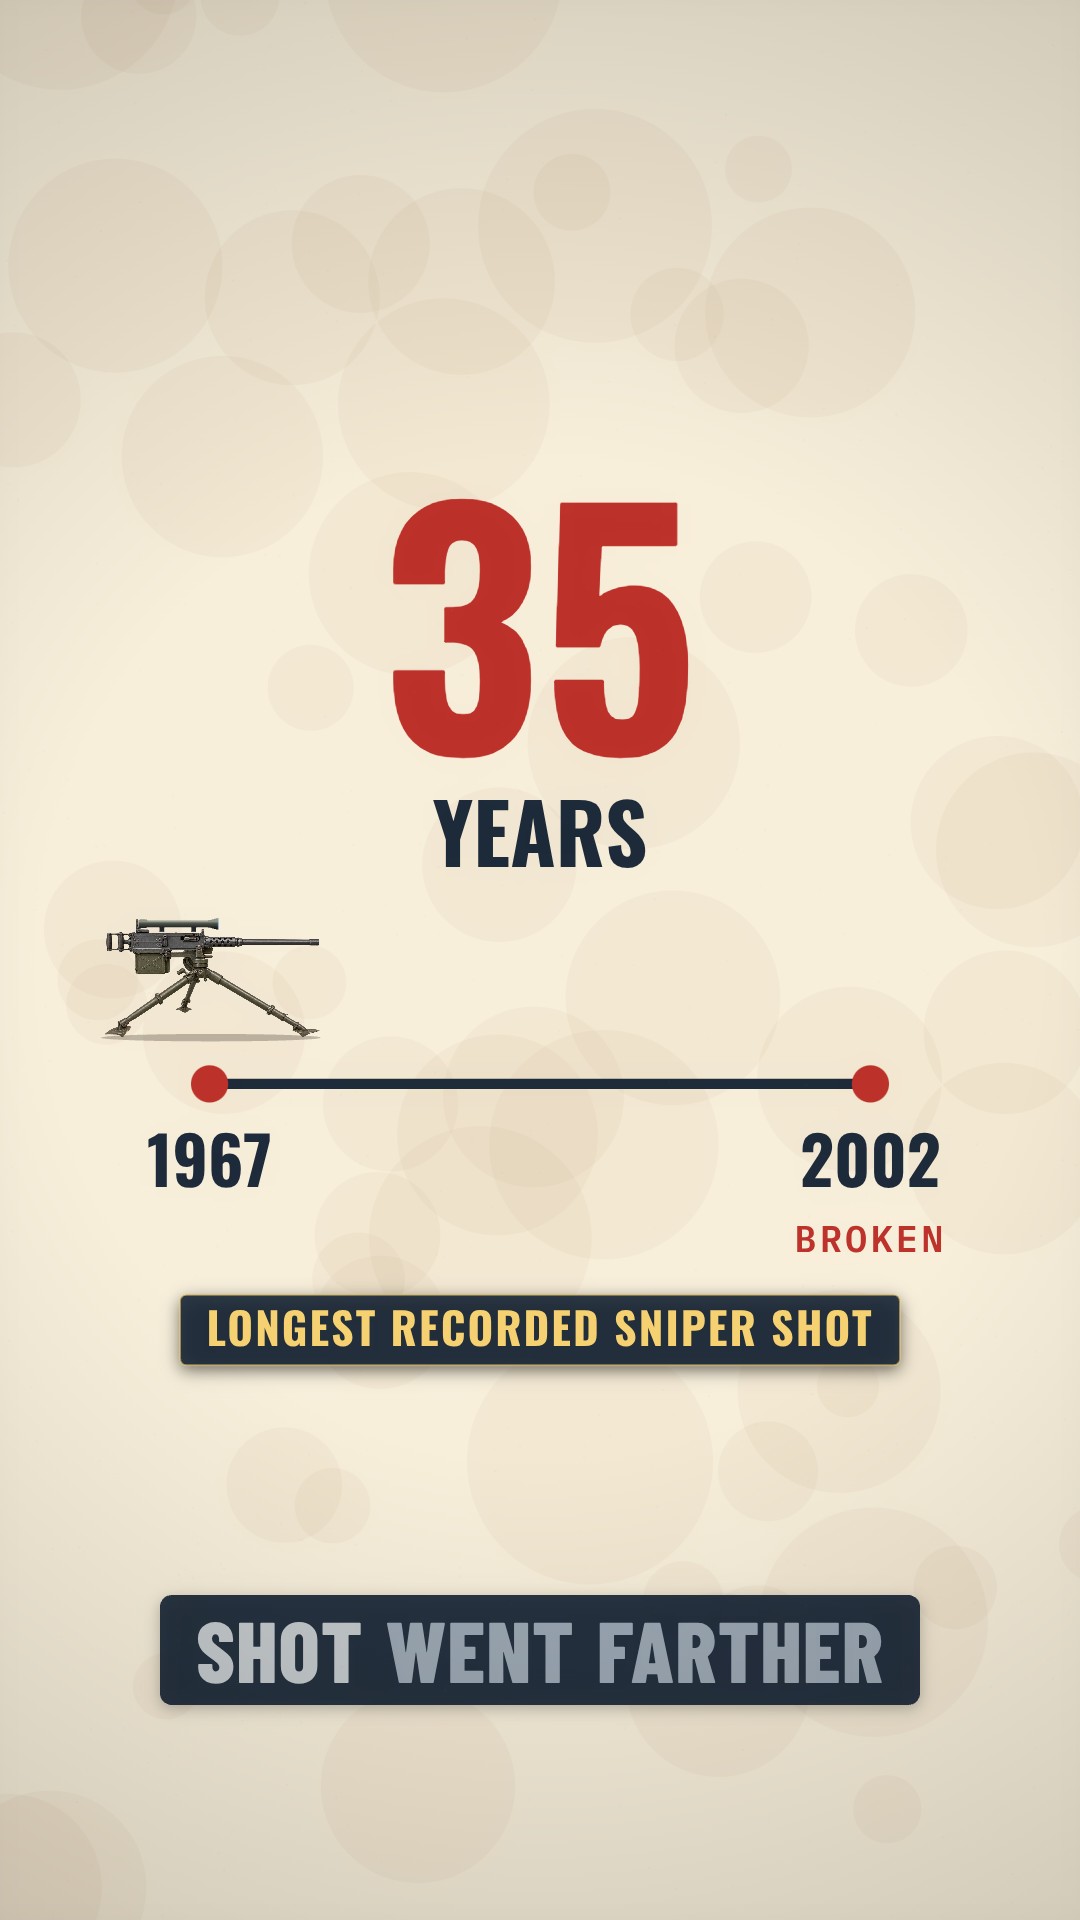 35
YEARS
1967
2002
BROKEN
LONGEST RECORDED SNIPER SHOT
SHOT WENT FARTHER